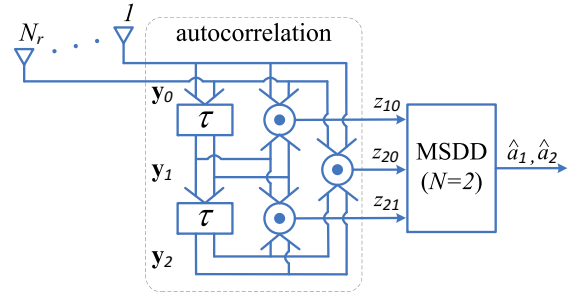 N_r
1
autocorrelation
y_0
τ
z_10
y_1
z_20
MSDD
(N=2)
â_1, â_2
τ
z_21
y_2